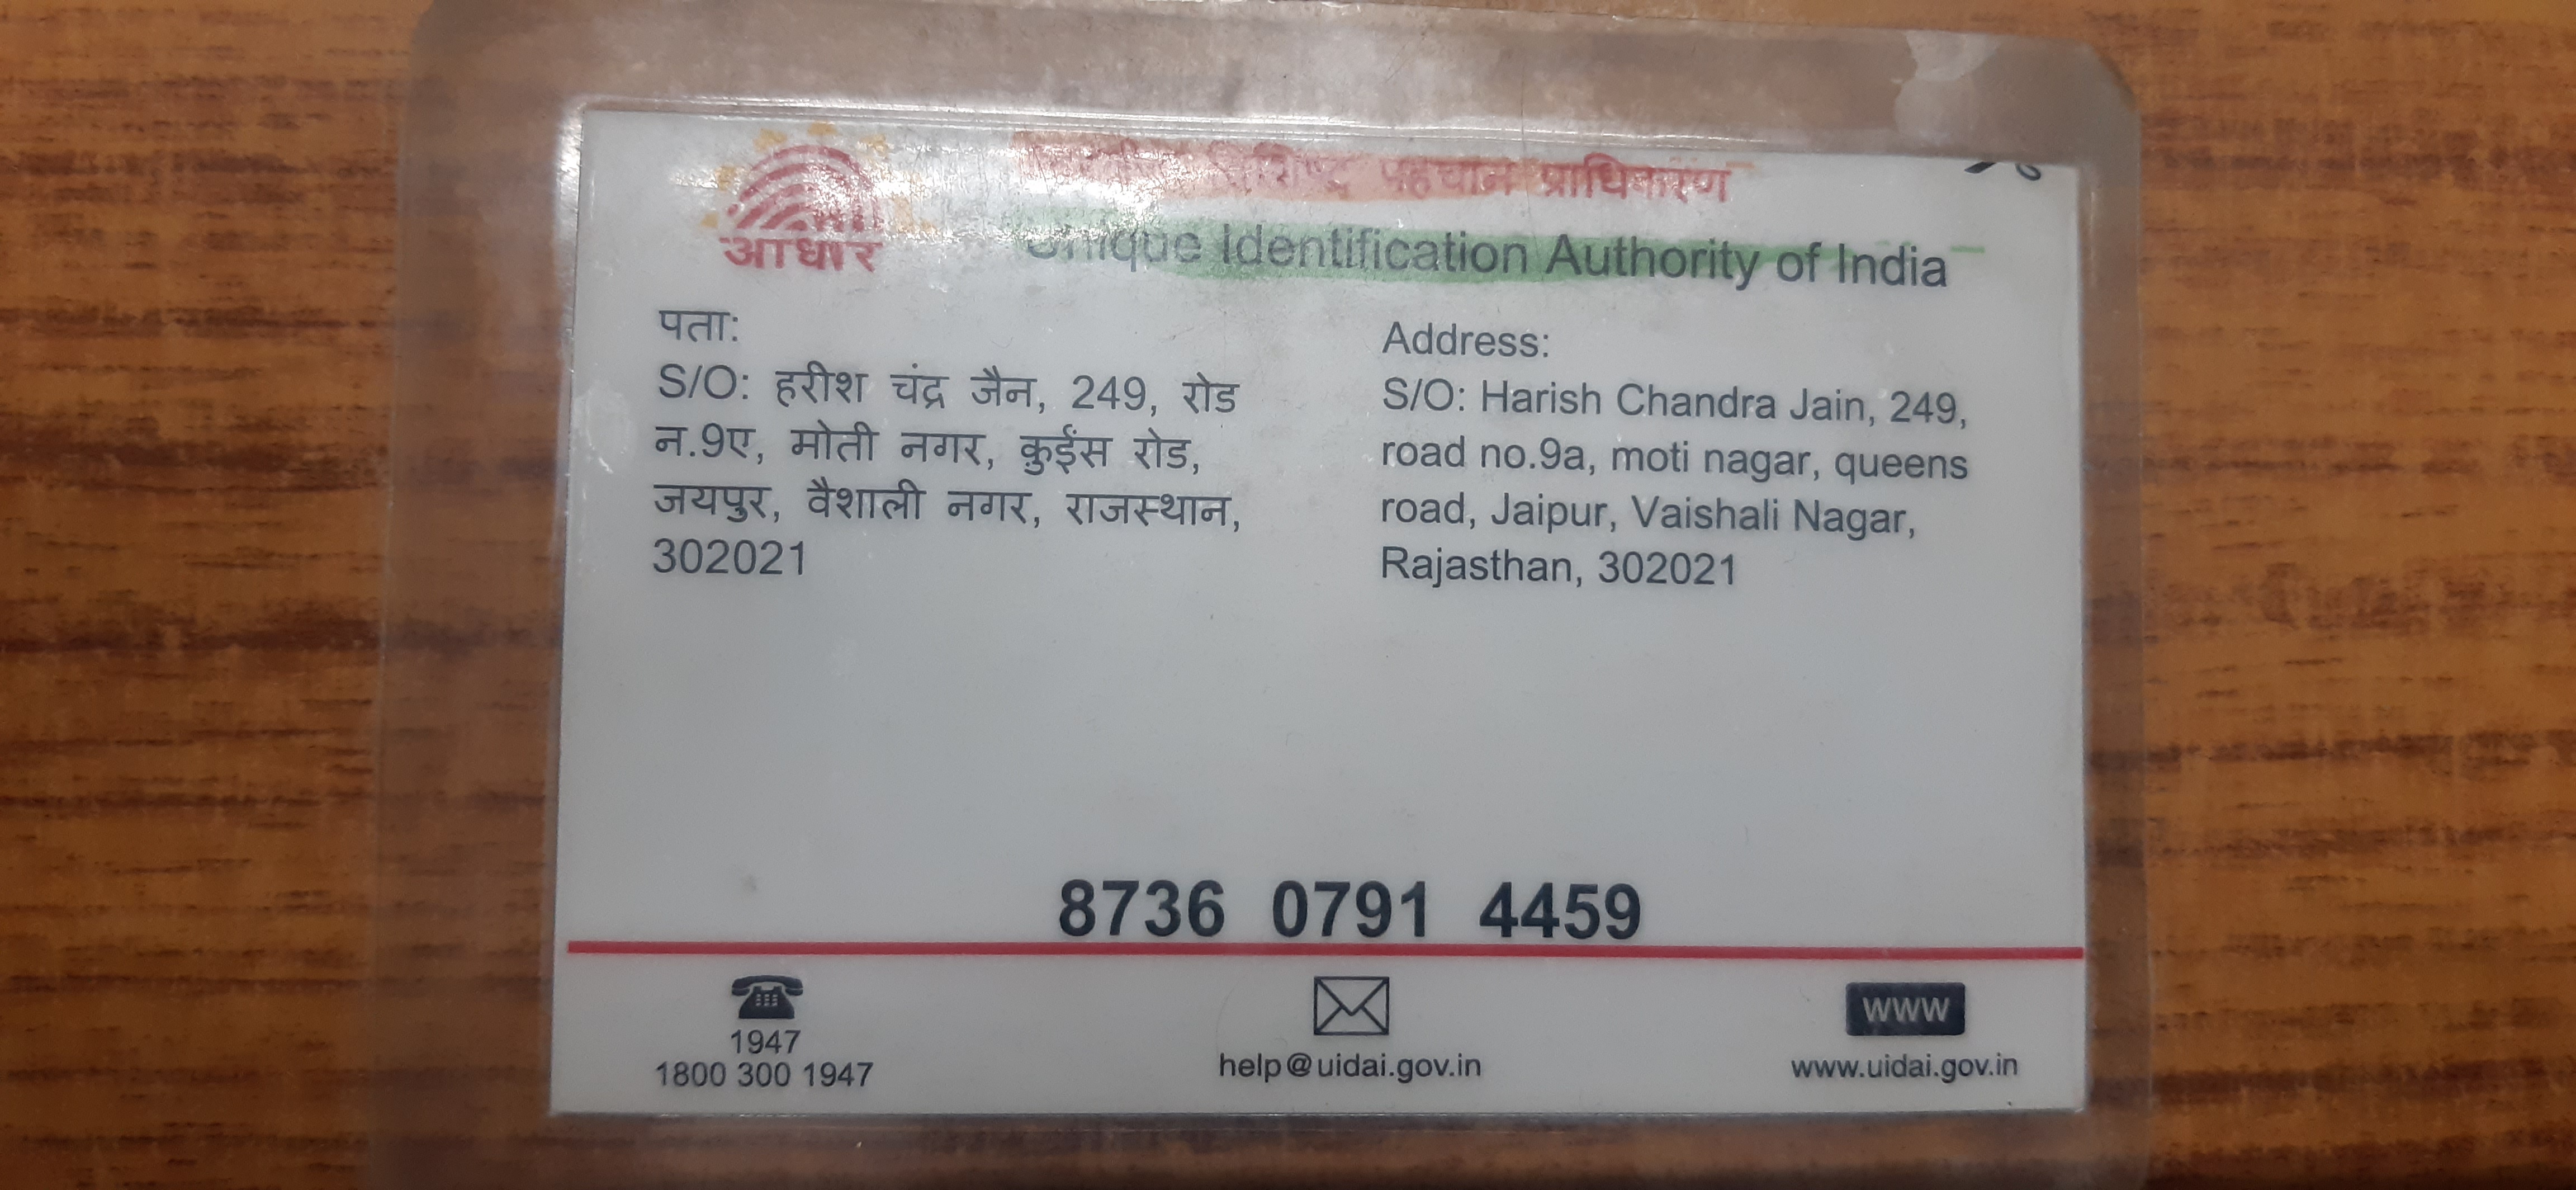 आधार
विशिष्ट पहचान प्राधिकरण
Unique Identification Authority of India
पता:
S/O: हरीश चंद्र जैन, 249, रोड
न.9ए, मोती नगर, कुईंस रोड,
जयपुर, वैशाली नगर, राजस्थान,
302021
Address:
S/O: Harish Chandra Jain, 249,
road no.9a, moti nagar, queens
road, Jaipur, Vaishali Nagar,
Rajasthan, 302021
8736 0791 4459
1947
1800 300 1947
help@uidai.gov.in
WWW
www.uidai.gov.in